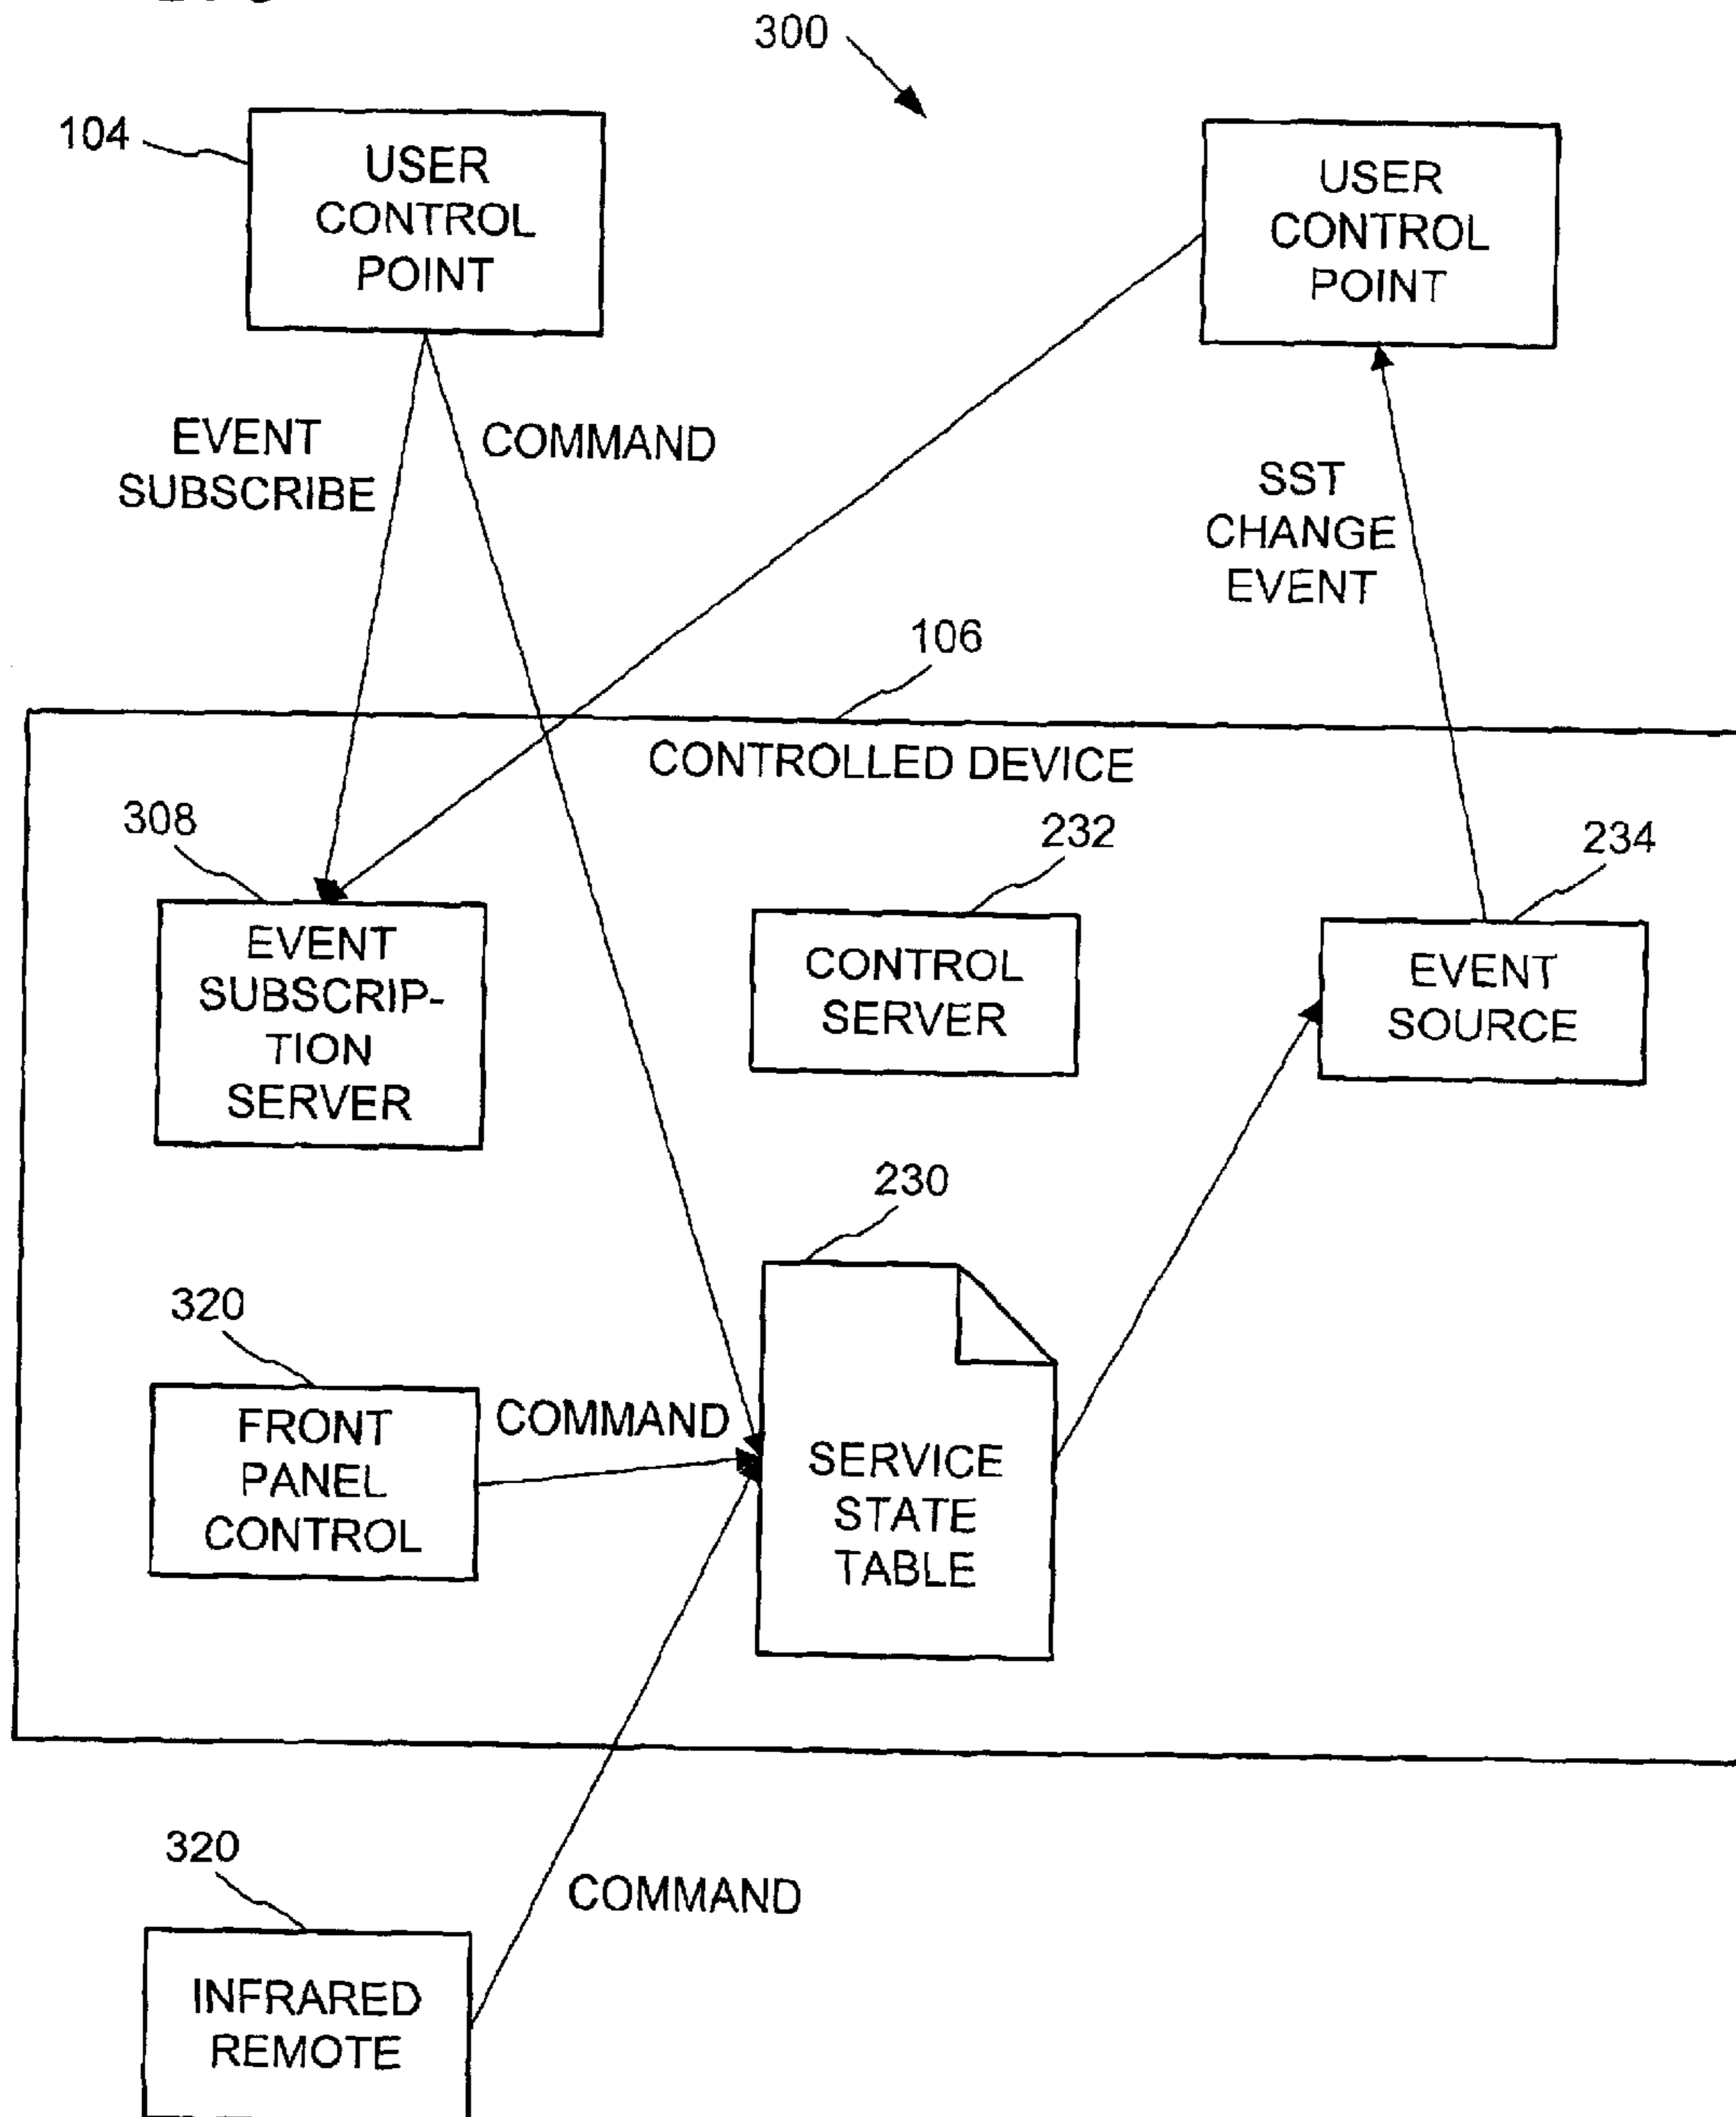 300
104
USER
CONTROL
POINT
USER
CONTROL
POINT
EVENT
SUBSCRIBE
COMMAND
SST
CHANGE
EVENT
106
CONTROLLED DEVICE
308
EVENT
SUBSCRIP-
TION
SERVER
232
CONTROL
SERVER
234
EVENT
SOURCE
230
SERVICE
STATE
TABLE
320
FRONT
PANEL
CONTROL
COMMAND
320
INFRARED
REMOTE
COMMAND